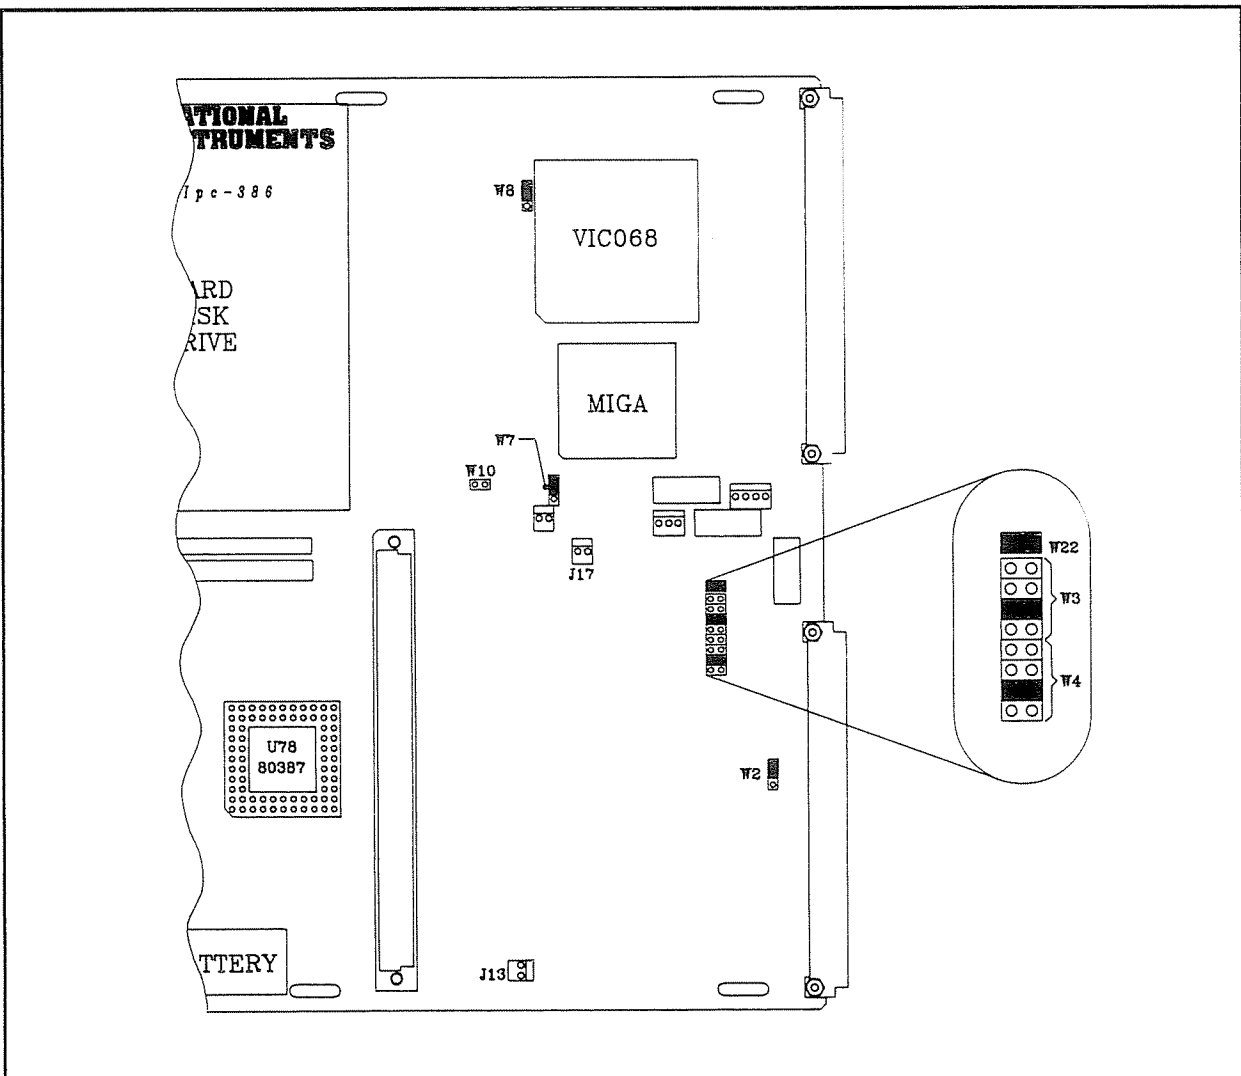 ATIONAL
TRUMENTS
Ipc-386
W8
VIC068
ARD
SK
RIVE
MIGA
W7
W10
J17
W22
W3
W4
U78
80387
W2
TTERY
J13